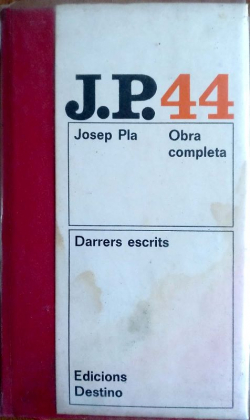 J.P.44
Josep Pla Obra
completa
Darrers escrits
Edicions
Destino